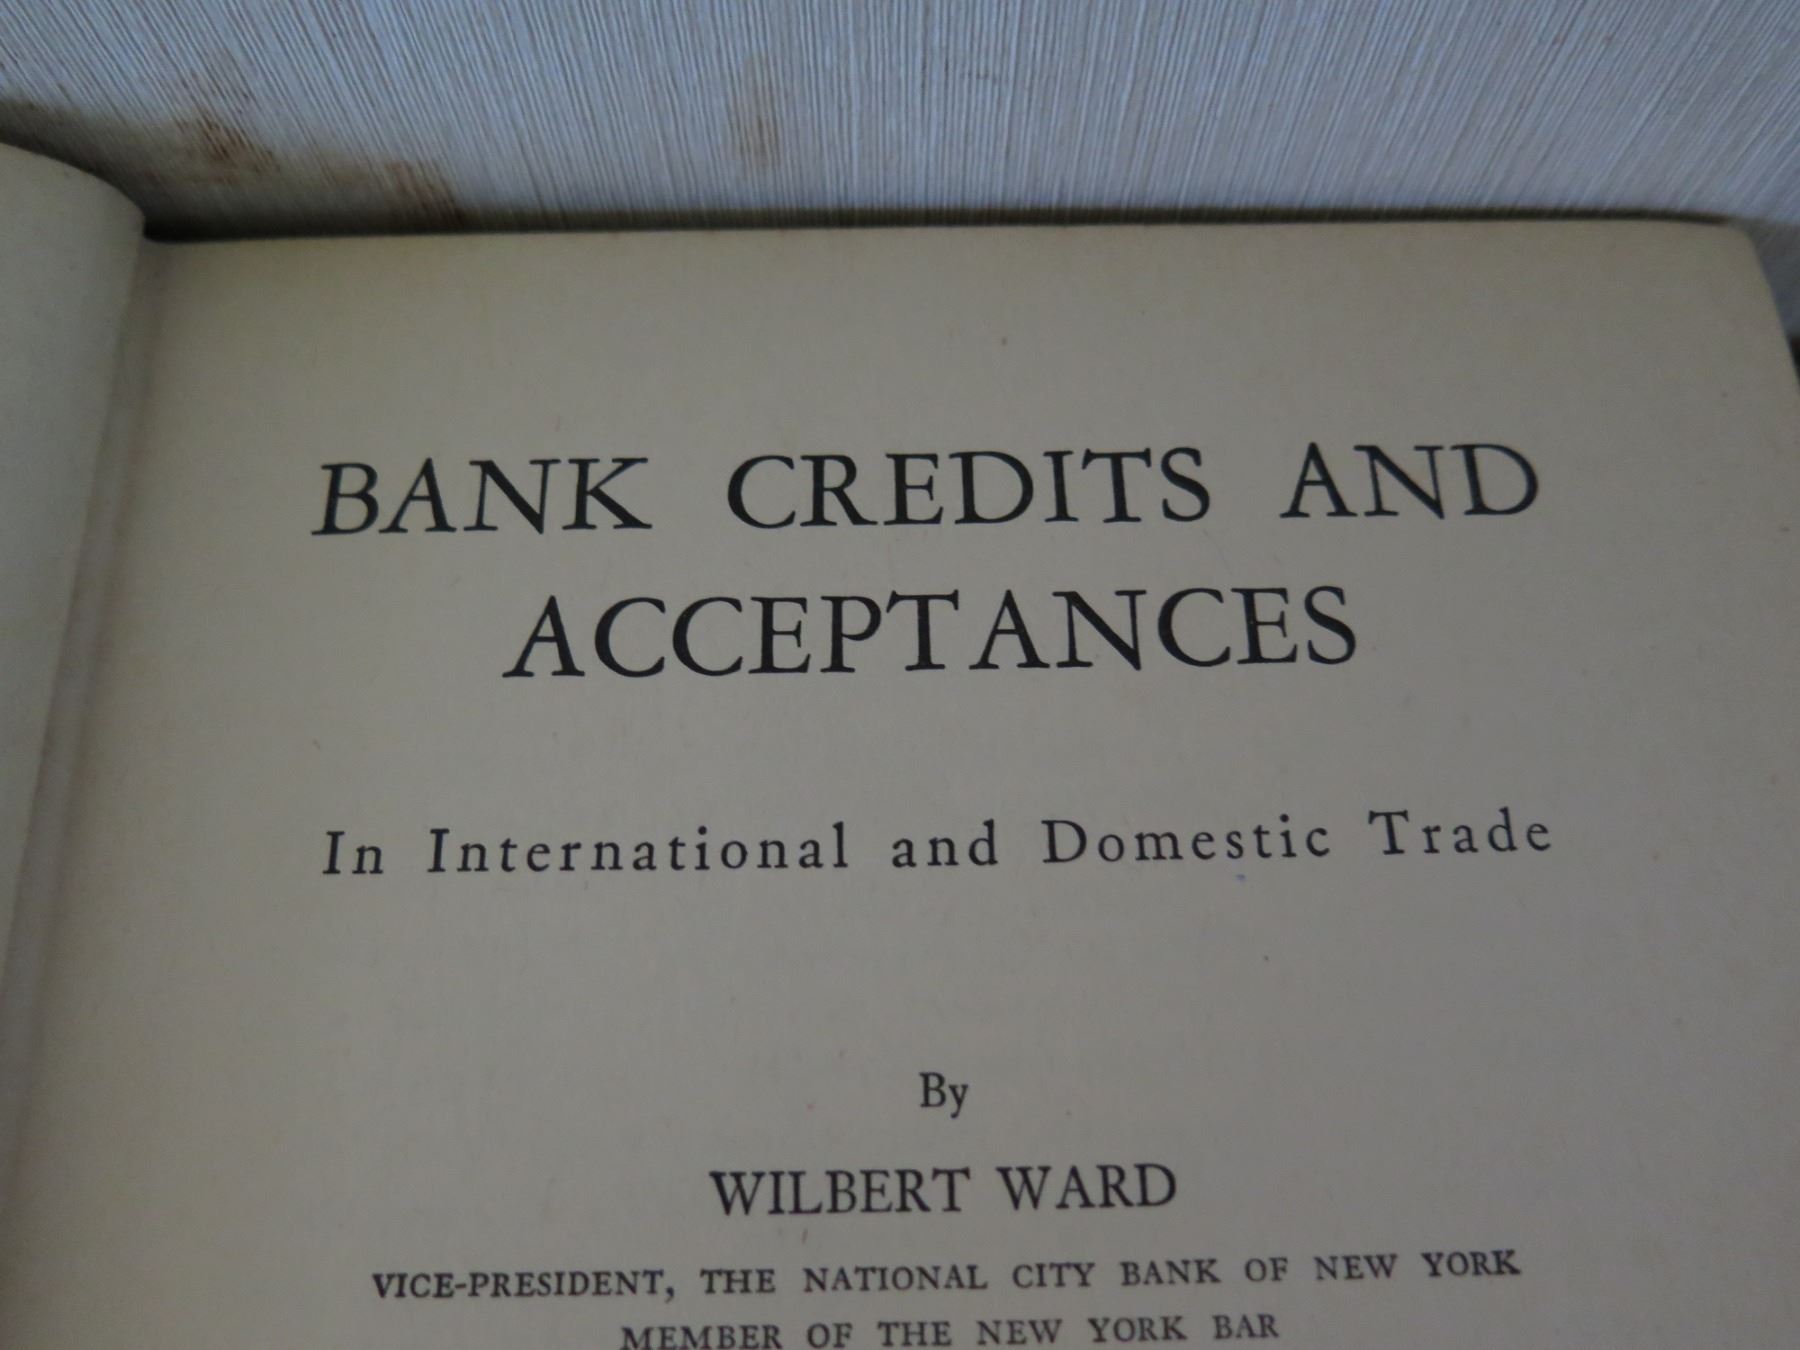 BANK CREDITS AND
ACCEPTANCES
In International and Domestic Trade
By
WILBERT WARD
VICE-PRESIDENT, THE NATIONAL CITY BANK OF NEW YORK
MEMBER OF THE NEW YORK BAR